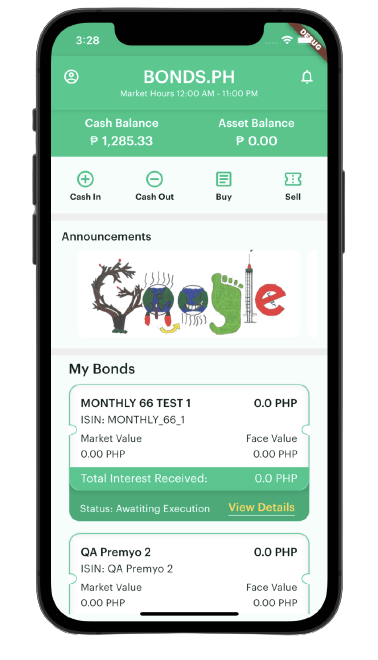 3:28
DEBUG
BONDS.PH
Market Hours 12:00 AM - 11:00 PM
Cash Balance Asset Balance
₱ 1,285.33 ₱ 0.00
Cash In Cash Out Buy Sell
Announcements
Google
My Bonds
MONTHLY 66 TEST 1 0.0 PHP
ISIN: MONTHLY_66_1
Market Value Face Value
0.00 PHP 0.00 PHP
Total Interest Received: 0.0 PHP
Status: Awaiting Execution View Details
QA Premyo 2 0.0 PHP
ISIN: QA Premyo 2
Market Value Face Value
0.00 PHP 0.00 PHP